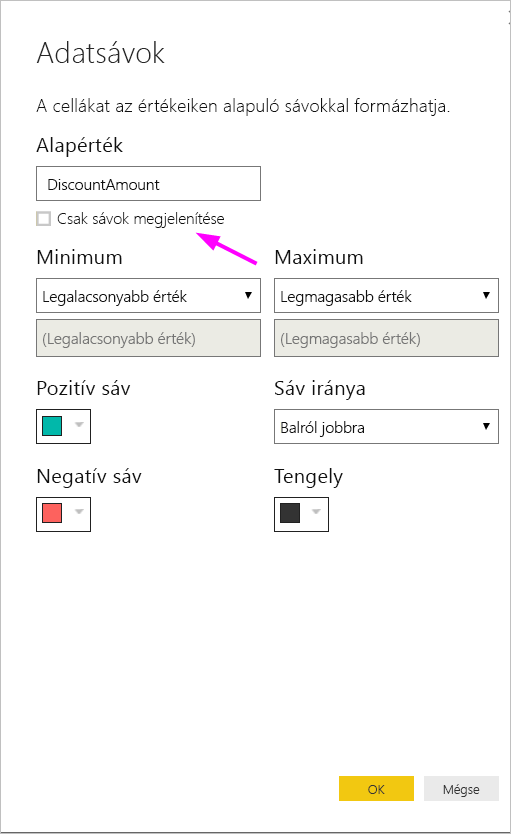 Adatsávok
A cellákat az értékeiken alapuló sávokkal formázhatja.
Alapérték
DiscountAmount
Csak sávok megjelenítése
Minimum
Maximum
Legalacsonyabb érték
Legmagasabb érték
(Legalacsonyabb érték)
(Legmagasabb érték)
Pozitív sáv
Sáv iránya
Balról jobbra
Negatív sáv
Tengely
OK
Mégse